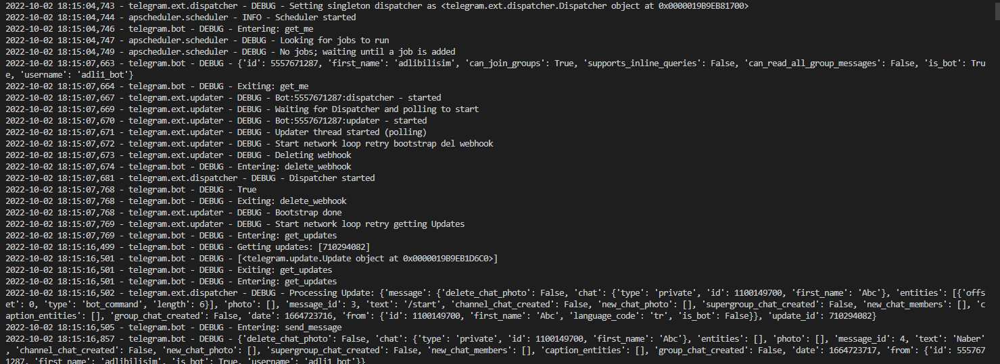 2022-10-02 18:15:04,743 - telegram.ext.dispatcher - DEBUG - Setting singleton dispatcher as <telegram.ext.dispatcher.Dispatcher object at 0x0000019B9EB81700>
2022-10-02 18:15:04,744 - apscheduler.scheduler - INFO - Scheduler started
2022-10-02 18:15:04,746 - telegram.bot - DEBUG - Entering: get_me
2022-10-02 18:15:04,747 - apscheduler.scheduler - DEBUG - Looking for jobs to run
2022-10-02 18:15:04,749 - apscheduler.scheduler - DEBUG - No jobs; waiting until a job is added
2022-10-02 18:15:07,663 - telegram.bot - DEBUG - {'id': 5557671287, 'first_name': 'adlibilisim', 'can_join_groups': True, 'supports_inline_queries': False, 'can_read_all_group_messages': False, 'is_bot': Tru
e, 'username': 'adli1_bot'}
2022-10-02 18:15:07,664 - telegram.bot - DEBUG - Exiting: get_me
2022-10-02 18:15:07,667 - telegram.ext.updater - DEBUG - Bot:5557671287:dispatcher - started
2022-10-02 18:15:07,669 - telegram.ext.updater - DEBUG - Waiting for Dispatcher and polling to start
2022-10-02 18:15:07,670 - telegram.ext.updater - DEBUG - Bot:5557671287:updater - started
2022-10-02 18:15:07,671 - telegram.ext.updater - DEBUG - Updater thread started (polling)
2022-10-02 18:15:07,672 - telegram.ext.updater - DEBUG - Start network loop retry bootstrap del webhook
2022-10-02 18:15:07,673 - telegram.ext.updater - DEBUG - Deleting webhook
2022-10-02 18:15:07,674 - telegram.bot - DEBUG - Entering: delete_webhook
2022-10-02 18:15:07,681 - telegram.ext.dispatcher - DEBUG - Dispatcher started
2022-10-02 18:15:07,768 - telegram.bot - DEBUG - True
2022-10-02 18:15:07,768 - telegram.bot - DEBUG - Exiting: delete_webhook
2022-10-02 18:15:07,768 - telegram.ext.updater - DEBUG - Bootstrap done
2022-10-02 18:15:07,769 - telegram.ext.updater - DEBUG - Start network loop retry getting Updates
2022-10-02 18:15:07,769 - telegram.bot - DEBUG - Entering: get_updates
2022-10-02 18:15:16,499 - telegram.bot - DEBUG - Getting updates: [710294082]
2022-10-02 18:15:16,501 - telegram.bot - DEBUG - [<telegram.update.Update object at 0x0000019B9EB1D6C0>]
2022-10-02 18:15:16,501 - telegram.bot - DEBUG - Exiting: get_updates
2022-10-02 18:15:16,501 - telegram.bot - DEBUG - Entering: get_updates
2022-10-02 18:15:16,502 - telegram.ext.dispatcher - DEBUG - Processing Update: {'message': {'delete_chat_photo': False, 'chat': {'type': 'private', 'id': 1100149700, 'first_name': 'Abc'}, 'entities': [{'offs
et': 0, 'type': 'bot_command', 'length': 6}], 'photo': [], 'message_id': 3, 'text': '/start', 'channel_chat_created': False, 'new_chat_photo': [], 'supergroup_chat_created': False, 'new_chat_members': [], 'c
aption_entities': [], 'group_chat_created': False, 'date': 1664723716, 'from': {'id': 1100149700, 'first_name': 'Abc', 'language_code': 'tr', 'is_bot': False}}, 'update_id': 710294082}
2022-10-02 18:15:16,505 - telegram.bot - DEBUG - Entering: send_message
2022-10-02 18:15:16,857 - telegram.bot - DEBUG - {'delete_chat_photo': False, 'chat': {'type': 'private', 'id': 1100149700, 'first_name': 'Abc'}, 'entities': [], 'photo': [], 'message_id': 4, 'text': 'Naber'
, 'channel_chat_created': False, 'new_chat_photo': [], 'supergroup_chat_created': False, 'new_chat_members': [], 'caption_entities': [], 'group_chat_created': False, 'date': 1664723717, 'from': {'id': 555767
1287, 'first_name': 'adlibilisim', 'is_bot': True, 'username': 'adli1_bot'}}